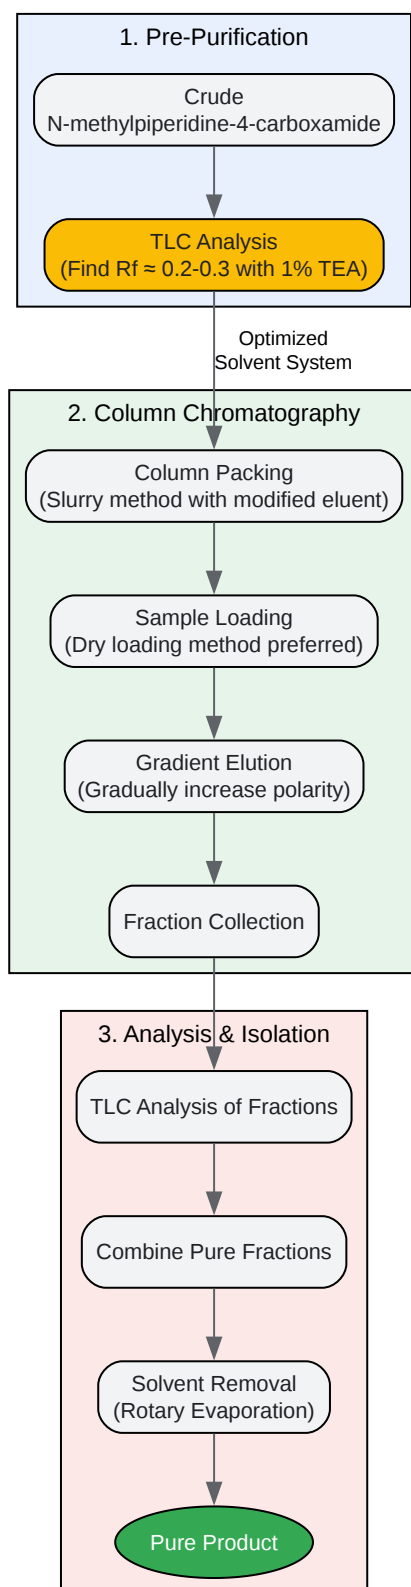 1. Pre-Purification
Crude
N-methylpiperidine-4-carboxamide
TLC Analysis
(Find Rf ≈ 0.2-0.3 with 1% TEA)
Optimized
Solvent System
2. Column Chromatography
Column Packing
(Slurry method with modified eluent)
Sample Loading
(Dry loading method preferred)
Gradient Elution
(Gradually increase polarity)
Fraction Collection
3. Analysis & Isolation
TLC Analysis of Fractions
Combine Pure Fractions
Solvent Removal
(Rotary Evaporation)
Pure Product